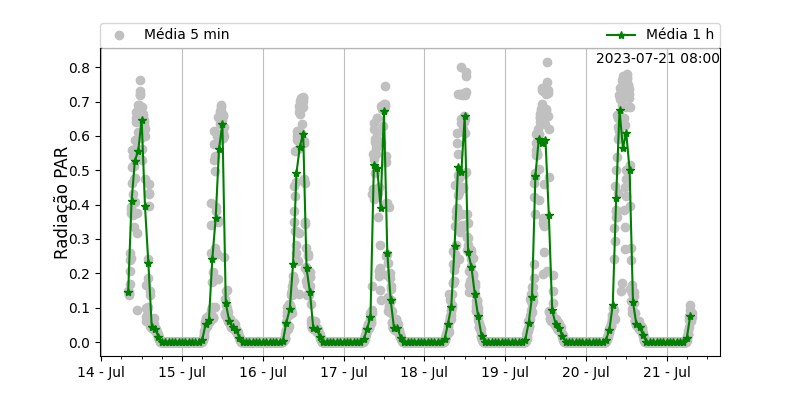 Média 5 min
Média 1 h
2023-07-21 08:00
Radiação PAR
0.8
0.7
0.6
0.5
0.4
0.3
0.2
0.1
0.0
14 - Jul
15 - Jul
16 - Jul
17 - Jul
18 - Jul
19 - Jul
20 - Jul
21 - Jul